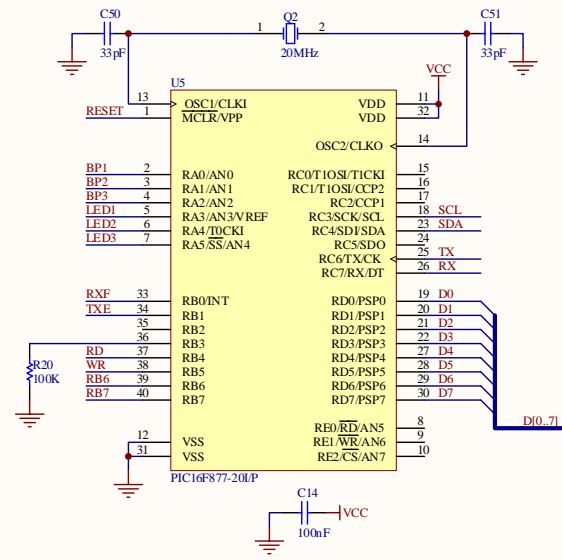 C50 Q2 C51
1 2
33pF 20MHz 33pF
VCC
U5
13 OSC1/CLKI VDD 11
RESET 1 MCLR/VPP VDD 32
OSC2/CLKO 14
BP1 2 RA0/AN0 RC0/T1OSI/T1CKI 15
BP2 3 RA1/AN1 RC1/T1OSI/CCP2 16
BP3 4 RA2/AN2 RC2/CCP1 17
LED1 5 RA3/AN3/VREF RC3/SCK/SCL 18 SCL
LED2 6 RA4/T0CKI RC4/SDI/SDA 23 SDA
LED3 7 RA5/SS/AN4 RC5/SDO 24
RC6/TX/CK 25 TX
RC7/RX/DT 26 RX
RXF 33 RB0/INT RD0/PSP0 19 D0
TXE 34 RB1 RD1/PSP1 20 D1
35 RB2 RD2/PSP2 21 D2
36 RB3 RD3/PSP3 22 D3
R20 RD 37 RB4 RD4/PSP4 27 D4
100K WR 38 RB5 RD5/PSP5 28 D5
RB6 39 RB6 RD6/PSP6 29 D6
RB7 40 RB7 RD7/PSP7 30 D7
RE0/RD/AN5 8 D[0..7]
12 VSS RE1/WR/AN6 9
31 VSS RE2/CS/AN7 10
PIC16F877-20I/P
C14
VCC
100nF